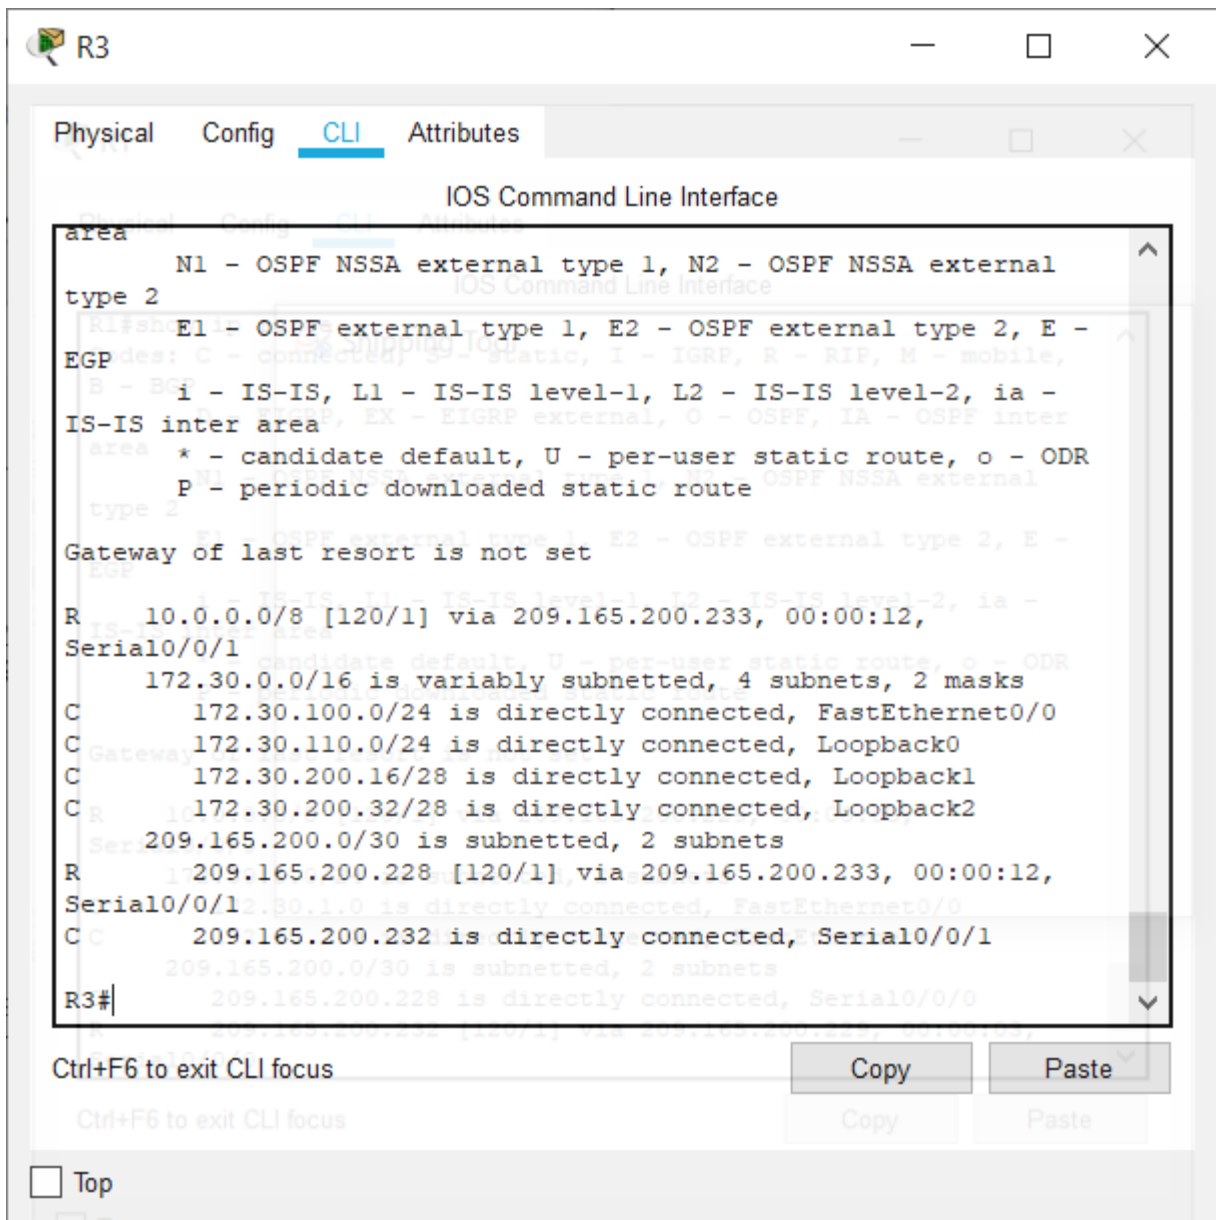 R3
Physical Config CLI Attributes
IOS Command Line Interface
area
N1 - OSPF NSSA external type 1, N2 - OSPF NSSA external
type 2
E1 - OSPF external type 1, E2 - OSPF external type 2, E -
EGP
i - IS-IS, L1 - IS-IS level-1, L2 - IS-IS level-2, ia -
IS-IS inter area
* - candidate default, U - per-user static route, o - ODR
P - periodic downloaded static route
Gateway of last resort is not set
R 10.0.0.0/8 [120/1] via 209.165.200.233, 00:00:12,
Serial0/0/1
172.30.0.0/16 is variably subnetted, 4 subnets, 2 masks
C 172.30.100.0/24 is directly connected, FastEthernet0/0
C 172.30.110.0/24 is directly connected, Loopback0
C 172.30.200.16/28 is directly connected, Loopback1
C 172.30.200.32/28 is directly connected, Loopback2
209.165.200.0/30 is subnetted, 2 subnets
R 209.165.200.228 [120/1] via 209.165.200.233, 00:00:12,
Serial0/0/1
C 209.165.200.232 is directly connected, Serial0/0/1
R3#
Ctrl+F6 to exit CLI focus Copy Paste
Ctrl+F6 to exit CLI focus Copy Paste
Top